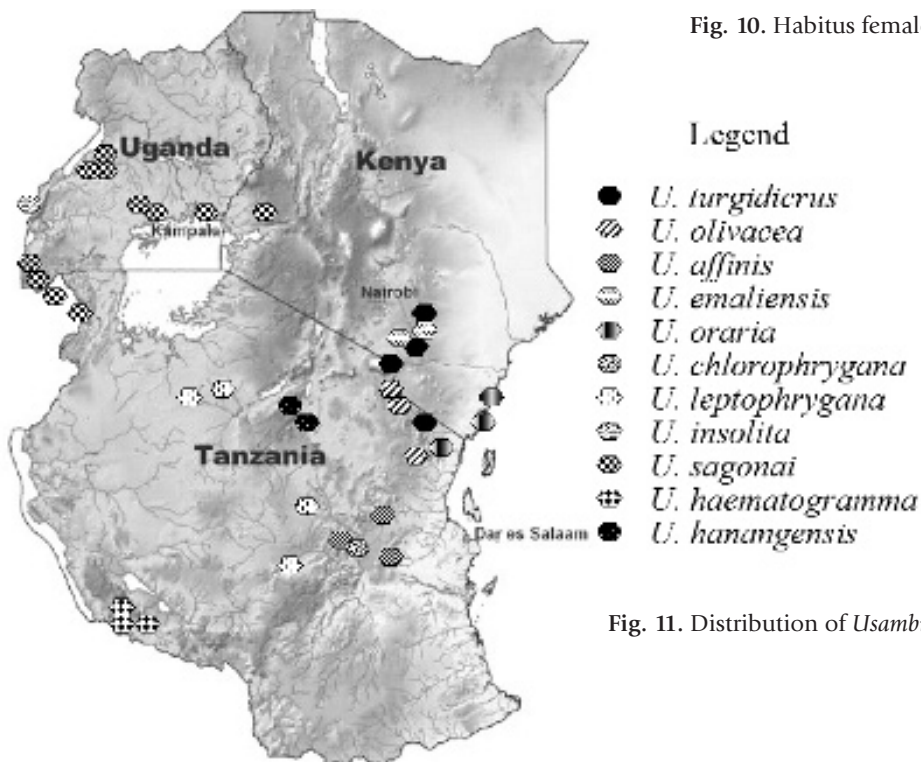 Fig. 10. Habitus femal
Legend
U. turgidicrus
U. olivacea
U. affinis
U. emaliensis
U. oraria
U. chlorophrygana
U. leptophrygana
U. insolita
U. sagonai
U. haematogramma
U. hanangensis
Uganda
Kenya
Kampala
Nairobi
Tanzania
Dar es Salaam
Fig. 11. Distribution of Usamb